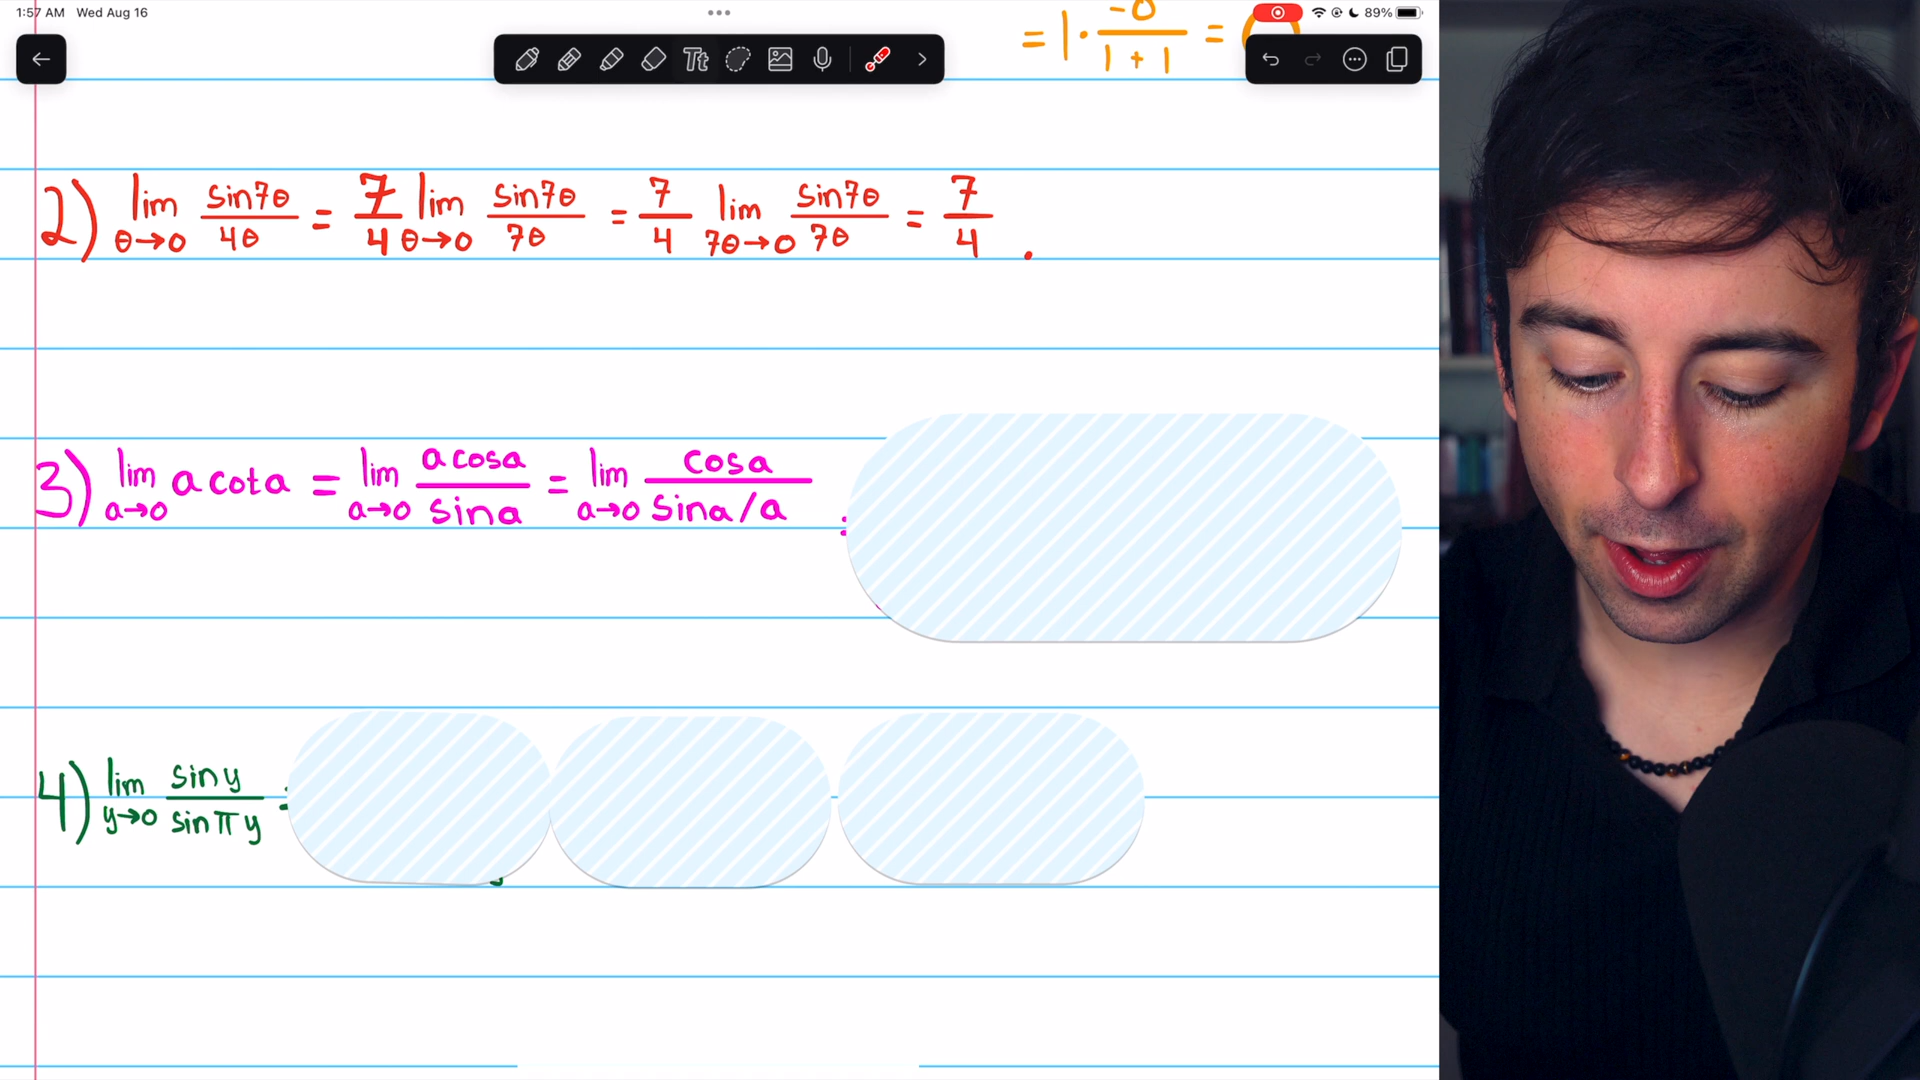 1:57 AM Wed Aug 16
89%
= 1 · -0 / 1 + 1 =
Tt
2) lim θ→0 sin7θ / 4θ = 7/4 lim θ→0 sin7θ / 7θ = 7/4 lim 7θ→0 sin7θ / 7θ = 7/4 .
3) lim a→0 a cot a = lim a→0 a cos a / sin a = lim a→0 cos a / sin a / a
4) lim y→0 sin y / sin π y =